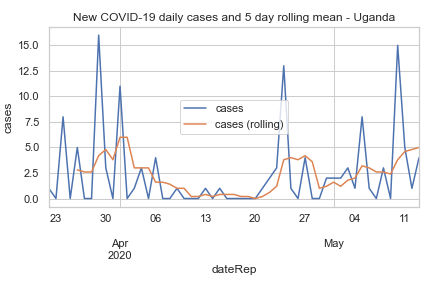 New COVID-19 daily cases and 5 day rolling mean - Uganda
15.0
12.5
10.0
7.5
5.0
2.5
0.0
cases
cases
cases (rolling)
23 30 06 13 20 27 04 11
Apr May
2020
dateRep